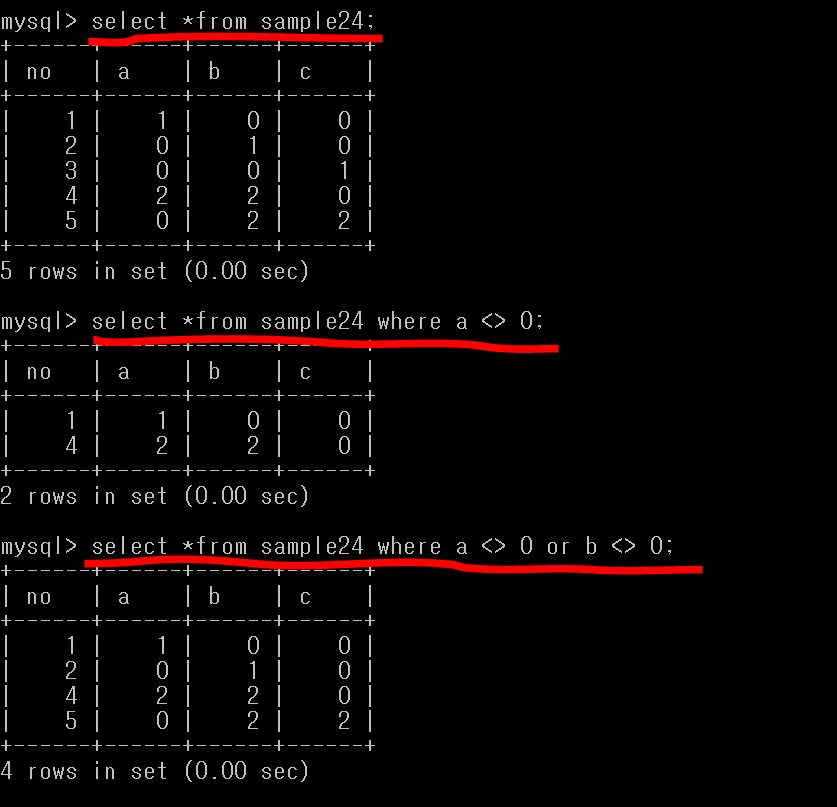 mysql> select *from sample24;
+------+------+------+------+
| no   | a    | b    | c    |
+------+------+------+------+
|    1 |    1 |    0 |    0 |
|    2 |    0 |    1 |    0 |
|    3 |    0 |    0 |    1 |
|    4 |    2 |    2 |    0 |
|    5 |    0 |    2 |    2 |
+------+------+------+------+
5 rows in set (0.00 sec)
mysql> select *from sample24 where a <> 0;
+------+------+------+------+
| no   | a    | b    | c    |
+------+------+------+------+
|    1 |    1 |    0 |    0 |
|    4 |    2 |    2 |    0 |
+------+------+------+------+
2 rows in set (0.00 sec)
mysql> select *from sample24 where a <> 0 or b <> 0;
+------+------+------+------+
| no   | a    | b    | c    |
+------+------+------+------+
|    1 |    1 |    0 |    0 |
|    2 |    0 |    1 |    0 |
|    4 |    2 |    2 |    0 |
|    5 |    0 |    2 |    2 |
+------+------+------+------+
4 rows in set (0.00 sec)